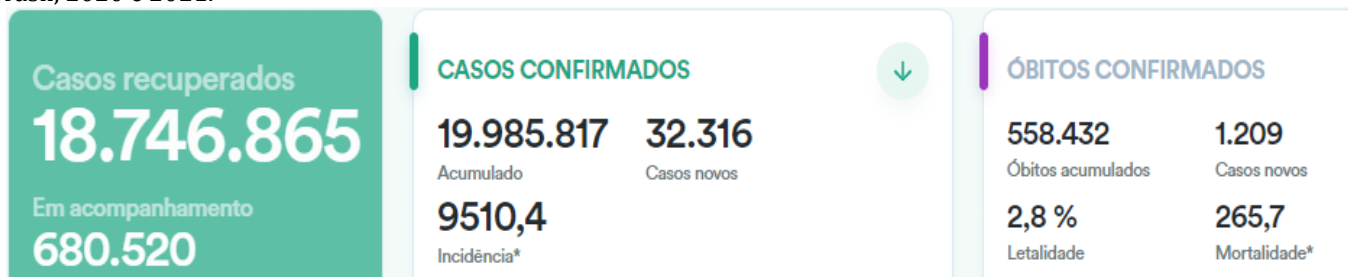 2020 e 2021.
Casos recuperados
18.746.865
Em acompanhamento
680.520
CASOS CONFIRMADOS
19.985.817 32.316
Acumulado Casos novos
9510,4
Incidência*
ÓBITOS CONFIRMADOS
558.432 1.209
Óbitos acumulados Casos novos
2,8 % 265,7
Letalidade Mortalidade*